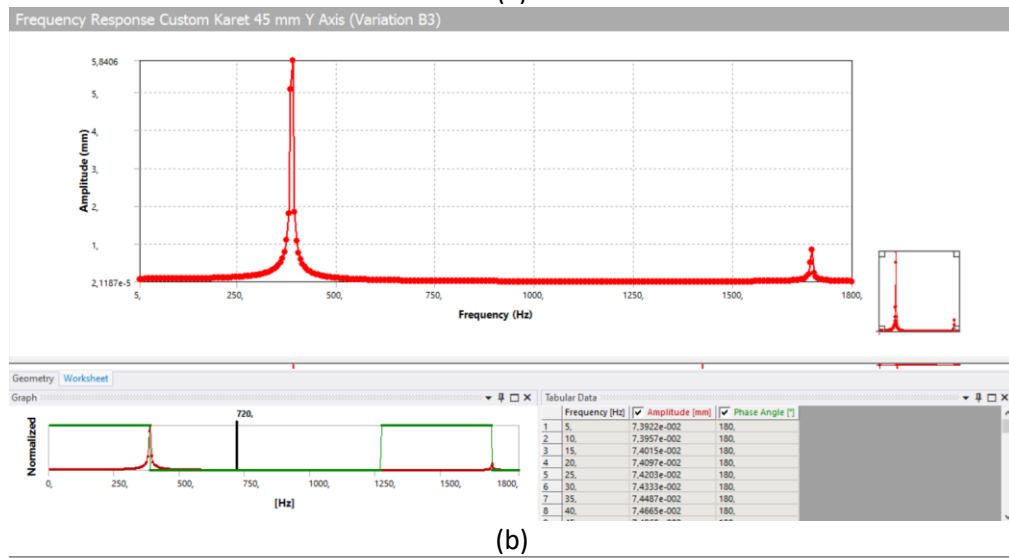 Frequency Response Custom Karet 45 mm Y Axis (Variation B3)
5,8406
5,
4,
3,
2,
1,
2,1187e-5
Amplitude (mm)
5, 250, 500, 750, 1000, 1250, 1500, 1800,
Frequency (Hz)
Geometry Worksheet
Graph
Normalized
720,
0, 250, 500, 750, 1000, 1250, 1500, 1800,
[Hz]
Tabular Data
Frequency [Hz] Amplitude [mm] Phase Angle [°]
1 5, 7,3922e-002 180,
2 10, 7,3957e-002 180,
3 15, 7,4015e-002 180,
4 20, 7,4097e-002 180,
5 25, 7,4203e-002 180,
6 30, 7,4333e-002 180,
7 35, 7,4487e-002 180,
8 40, 7,4665e-002 180,
(b)